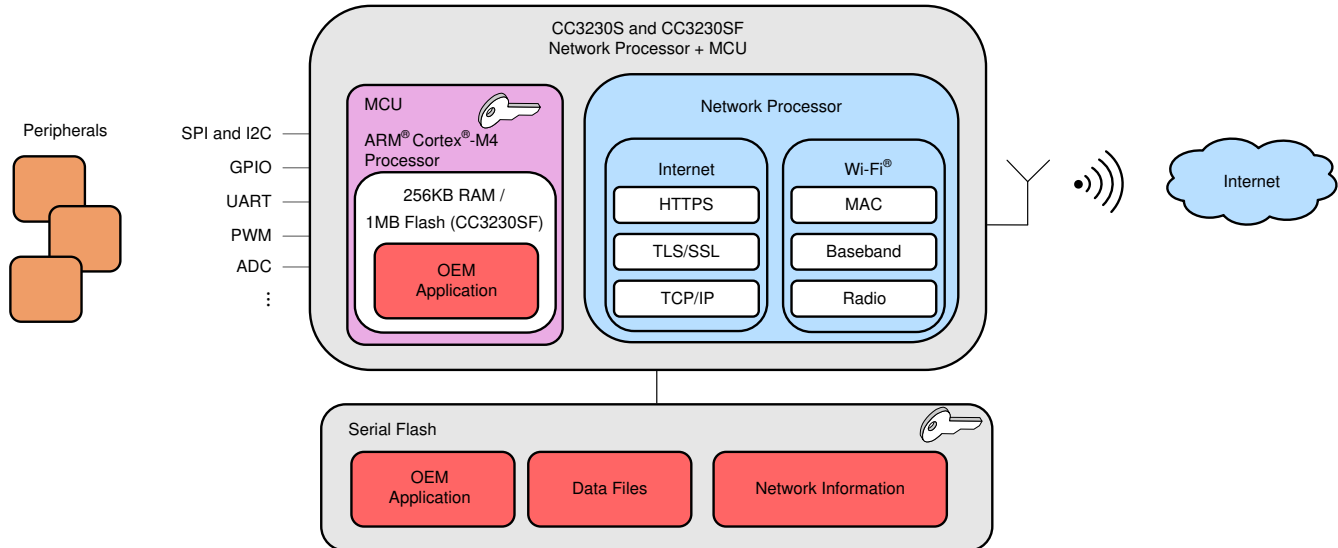 CC3230S and CC3230SF
Network Processor + MCU
Peripherals
SPI and I2C
GPIO
UART
PWM
ADC
⋮
MCU
ARM® Cortex®-M4
Processor
256KB RAM /
1MB Flash (CC3230SF)
OEM
Application
Network Processor
Internet
HTTPS
TLS/SSL
TCP/IP
Wi-Fi®
MAC
Baseband
Radio
Internet
Serial Flash
OEM
Application
Data Files
Network Information